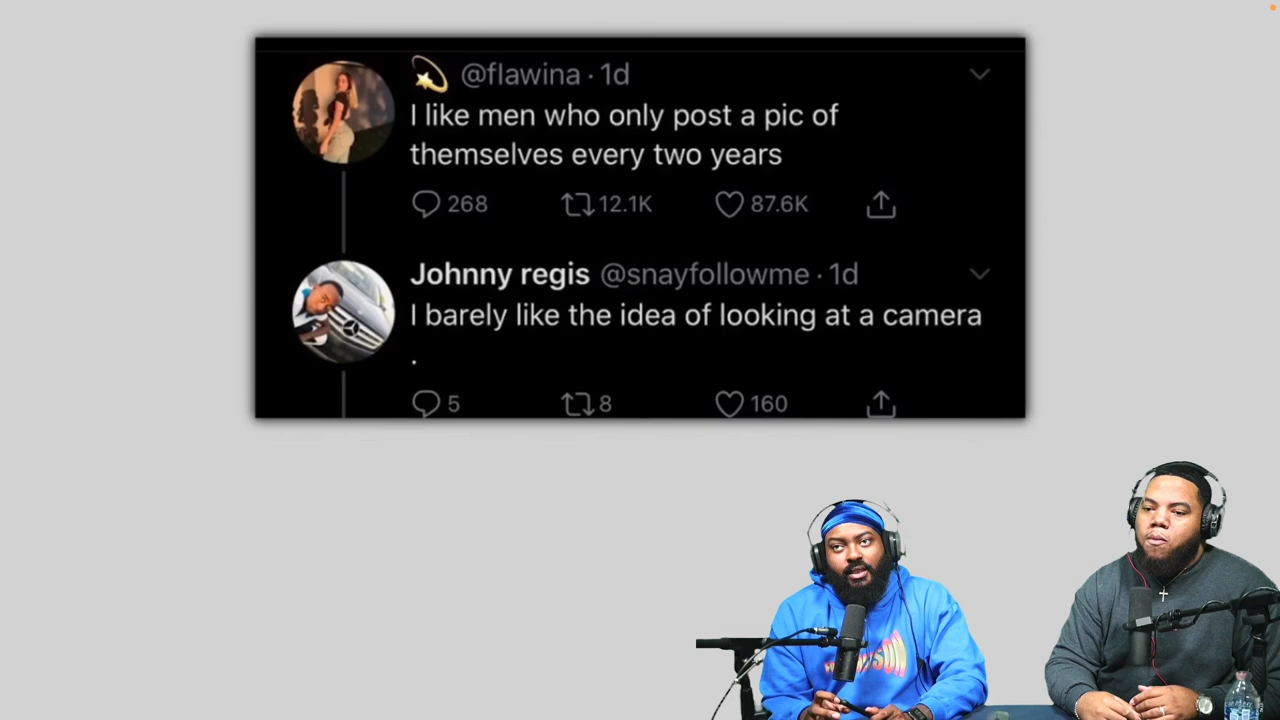 @flawina · 1d
I like men who only post a pic of
themselves every two years
268 12.1K 87.6K
Johnny regis @snayfollowme · 1d
I barely like the idea of looking at a camera
.
5 8 160